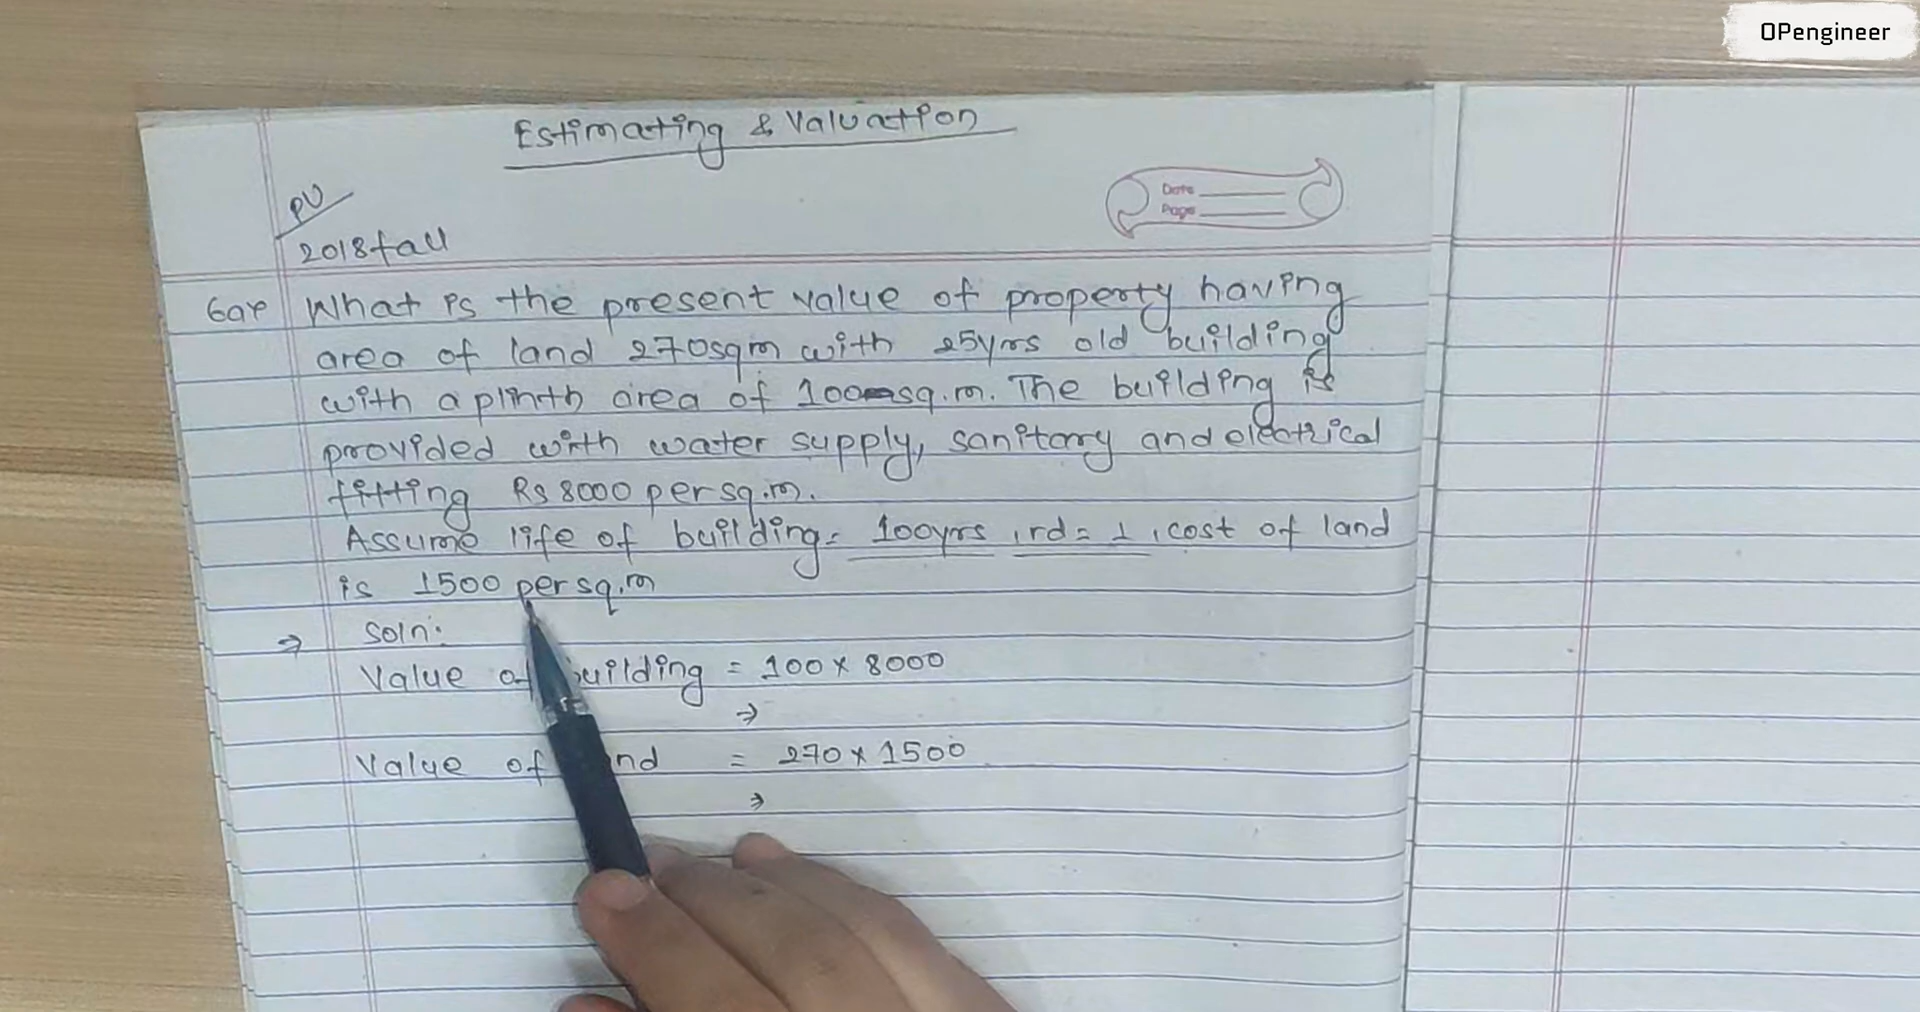 OPengineer
Estimating & Valuation
PU
2018 fall
Date
Page
What is the present value of property having
area of land 270sqm with 25yrs old building
with a plinth area of 100 sq.m. The building is
provided with water supply, sanitary and electrical
fitting Rs 8000 per sq.m.
Assume life of building = 100yrs, rd = 1, cost of land
is 1500 per sq.m
⇒ Soln:
Value of building = 100 x 8000
⇒
Value of = 270 x 1500
⇒